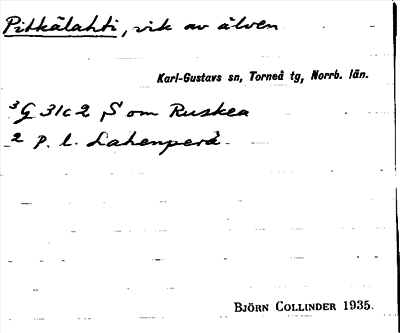 Pitkälahti, vik av älven
Karl-Gustavs sn, Torneå tg, Norrb. län.
3 G 31c2, S om Ruskea
2 P. l. Lahenperä.
BJÖRN COLLINDER 1935.